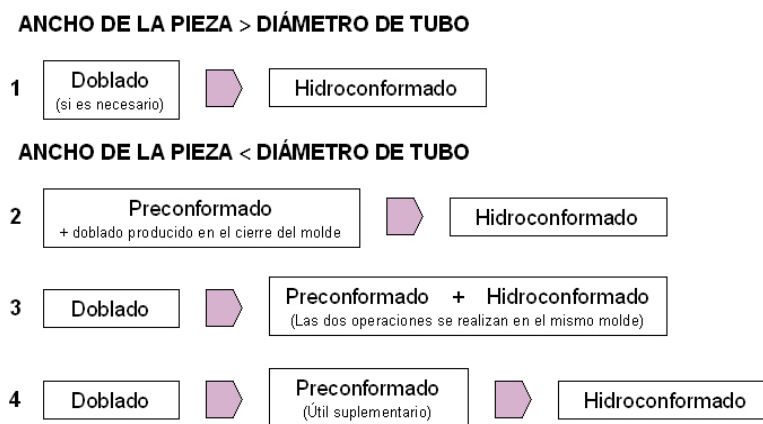 ANCHO DE LA PIEZA > DIÁMETRO DE TUBO
1 Doblado Hidroconformado
(si es necesario)
ANCHO DE LA PIEZA < DIÁMETRO DE TUBO
2 Preconformado Hidroconformado
+ doblado producido en el cierre del molde
3 Doblado Preconformado + Hidroconformado
(Las dos operaciones se realizan en el mismo molde)
4 Doblado Preconformado Hidroconformado
(Útil suplementario)